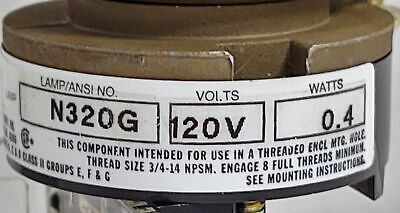 LAMP/ANSI NO. VOLTS WATTS
N320G 120V 0.4
THIS COMPONENT INTENDED FOR USE IN A THREADED ENCL MTG. HOLE.
THREAD SIZE 3/4-14 NPSM. ENGAGE 8 FULL THREADS MINIMUM.
SEE MOUNTING INSTRUCTIONS.
& CLASS II GROUPS E, F & G